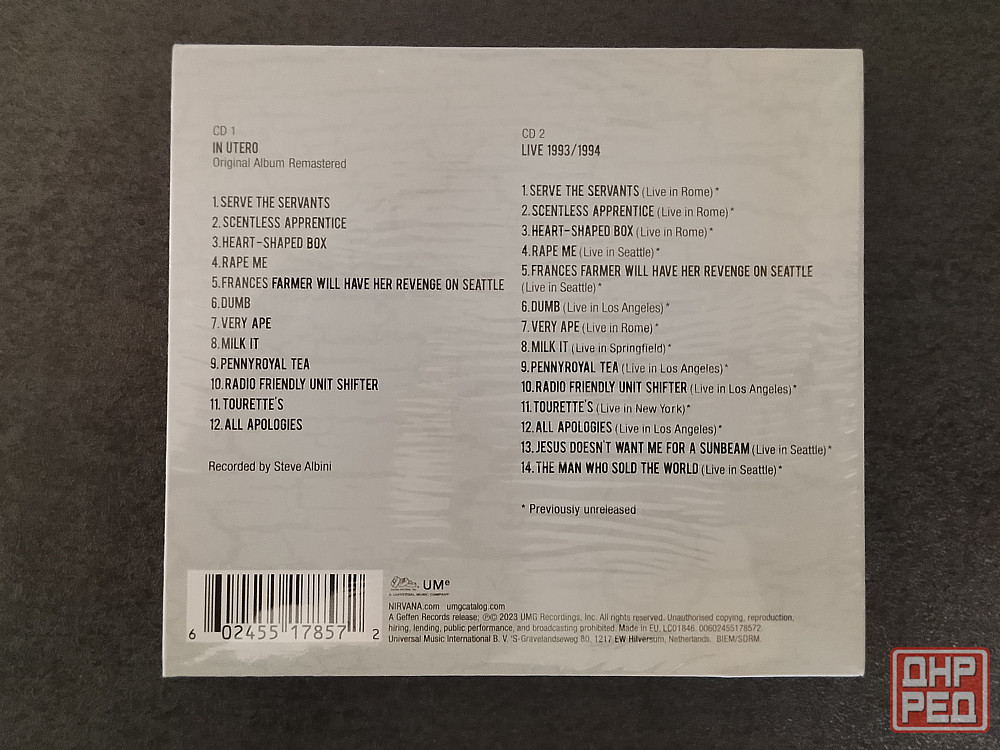 CD 1
IN UTERO
Original Album Remastered
1. SERVE THE SERVANTS
2. SCENTLESS APPRENTICE
3. HEART-SHAPED BOX
4. RAPE ME
5. FRANCES FARMER WILL HAVE HER REVENGE ON SEATTLE
6. DUMB
7. VERY APE
8. MILK IT
9. PENNYROYAL TEA
10. RADIO FRIENDLY UNIT SHIFTER
11. TOURETTE'S
12. ALL APOLOGIES
Recorded by Steve Albini
CD 2
LIVE 1993/1994
1. SERVE THE SERVANTS (Live in Rome)*
2. SCENTLESS APPRENTICE (Live in Rome)*
3. HEART-SHAPED BOX (Live in Rome)*
4. RAPE ME (Live in Seattle)*
5. FRANCES FARMER WILL HAVE HER REVENGE ON SEATTLE
(Live in Seattle)*
6. DUMB (Live in Los Angeles)*
7. VERY APE (Live in Rome)*
8. MILK IT (Live in Springfield)*
9. PENNYROYAL TEA (Live in Los Angeles)*
10. RADIO FRIENDLY UNIT SHIFTER (Live in Los Angeles)*
11. TOURETTE'S (Live in New York)*
12. ALL APOLOGIES (Live in Los Angeles)*
13. JESUS DOESN'T WANT ME FOR A SUNBEAM (Live in Seattle)*
14. THE MAN WHO SOLD THE WORLD (Live in Seattle)*
* Previously unreleased
6 02455 17857 2
UMe
A UNIVERSAL MUSIC COMPANY
NIRVANA.com umgcatalog.com
A Geffen Records release; ℗© 2023 UMG Recordings, Inc. All rights reserved. Unauthorised copying, reproduction,
hiring, lending, public performance, and broadcasting prohibited. Made in EU. LC01846. 00602455178572.
Universal Music International B. V. 'S-Gravelandseweg 80, 1217 EW Hilversum, Netherlands. BIEM/SDRM.
ДНР
РЕД